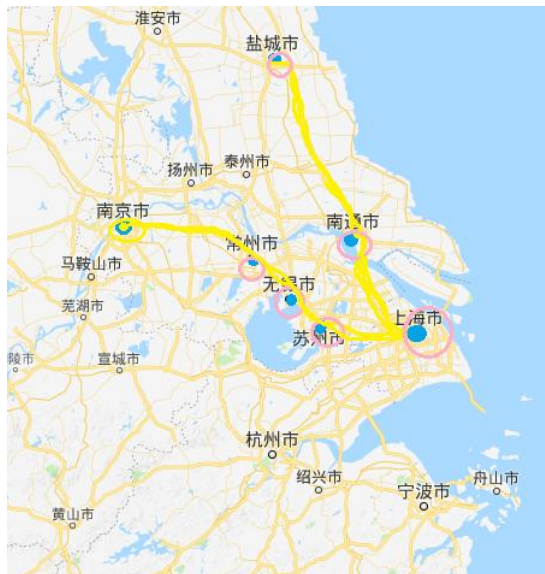 淮安市
盐城市
泰州市
扬州市
南京市
南通市
常州市
马鞍山市
无锡市
芜湖市
上海市
苏州市
陵市
宣城市
杭州市
绍兴市
舟山市
宁波市
黄山市